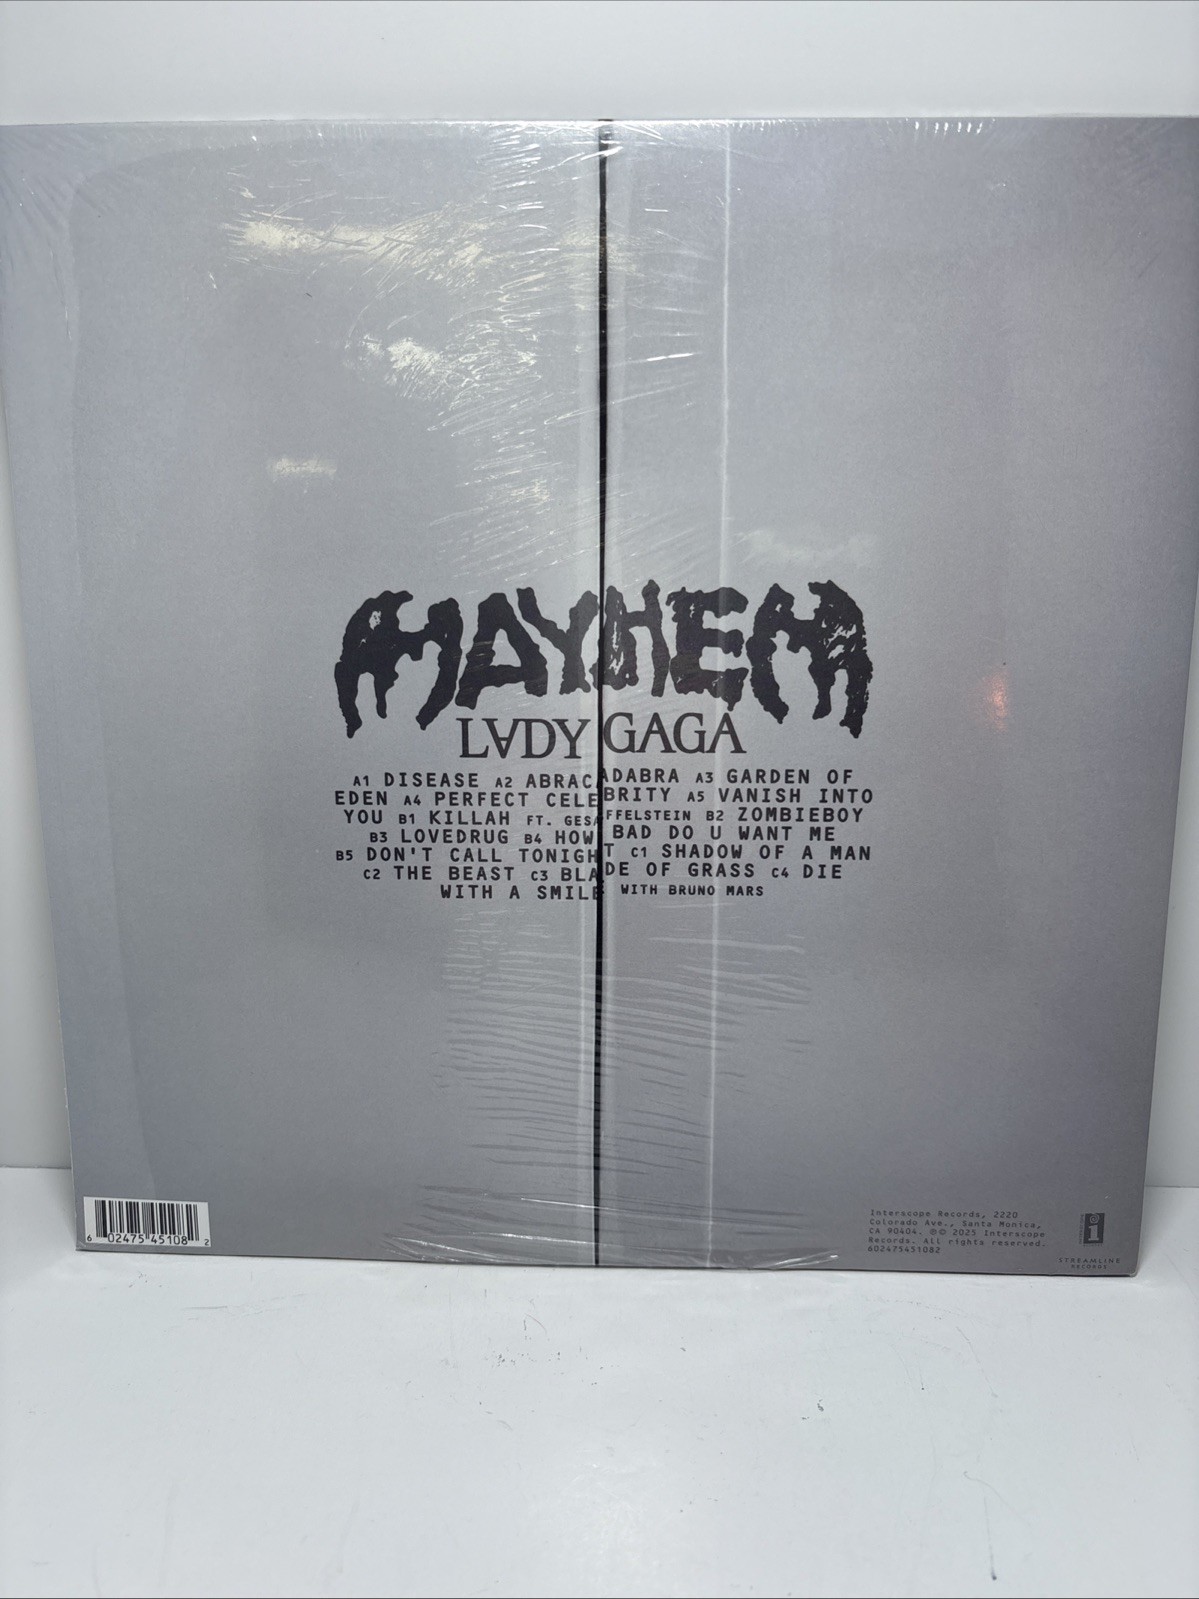 MAYHEM
L∀DY GAGA
A1 DISEASE A2 ABRACADABRA A3 GARDEN OF
EDEN A4 PERFECT CELEBRITY A5 VANISH INTO
YOU B1 KILLAH FT. GESAFFELSTEIN B2 ZOMBIEBOY
B3 LOVEDRUG B4 HOW BAD DO U WANT ME
B5 DON'T CALL TONIGHT C1 SHADOW OF A MAN
C2 THE BEAST C3 BLADE OF GRASS C4 DIE
WITH A SMILE WITH BRUNO MARS
6 02475 45108 2
Interscope Records, 2220
Colorado Ave., Santa Monica,
CA 90404. ℗© 2025 Interscope
Records. All rights reserved.
602475451082
i
STREAMLINE
RECORDS